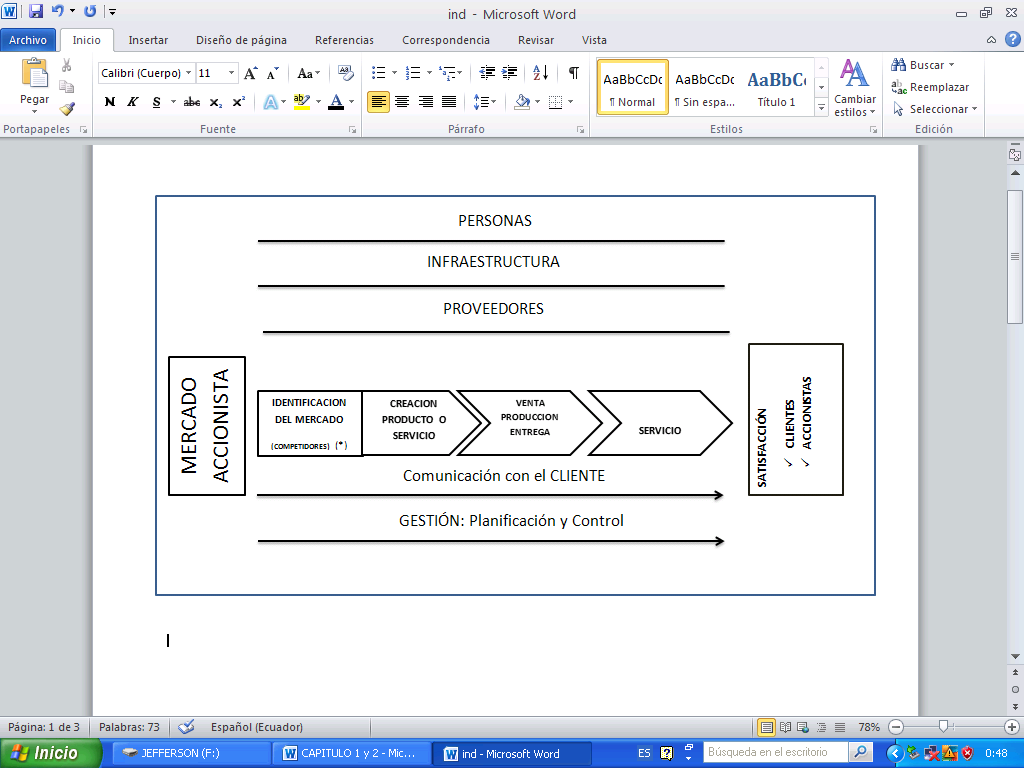 ind - Microsoft Word
Archivo Inicio Insertar Diseño de página Referencias Correspondencia Revisar Vista
Pegar
Portapapeles
Calibri (Cuerpo) 11
Aa
N K S abc x₂ x²
Fuente
Párrafo
AaBbCcDc AaBbCcDc AaBbC
¶ Normal ¶ Sin espa... Título 1
Cambiar
estilos
Estilos
Buscar
Reemplazar
Seleccionar
Edición
PERSONAS
INFRAESTRUCTURA
PROVEEDORES
MERCADO
ACCIONISTA
IDENTIFICACION
DEL MERCADO
(COMPETIDORES) (*)
CREACION
PRODUCTO O
SERVICIO
VENTA
PRODUCCION
ENTREGA
SERVICIO
SATISFACCIÓN
✓ CLIENTES
✓ ACCIONISTAS
Comunicación con el CLIENTE
GESTIÓN: Planificación y Control
Página: 1 de 3 Palabras: 73 Español (Ecuador) 78%
Inicio JEFFERSON (F:) CAPITULO 1 y 2 - Mic... ind - Microsoft Word ES Búsqueda en el escritorio 0:48